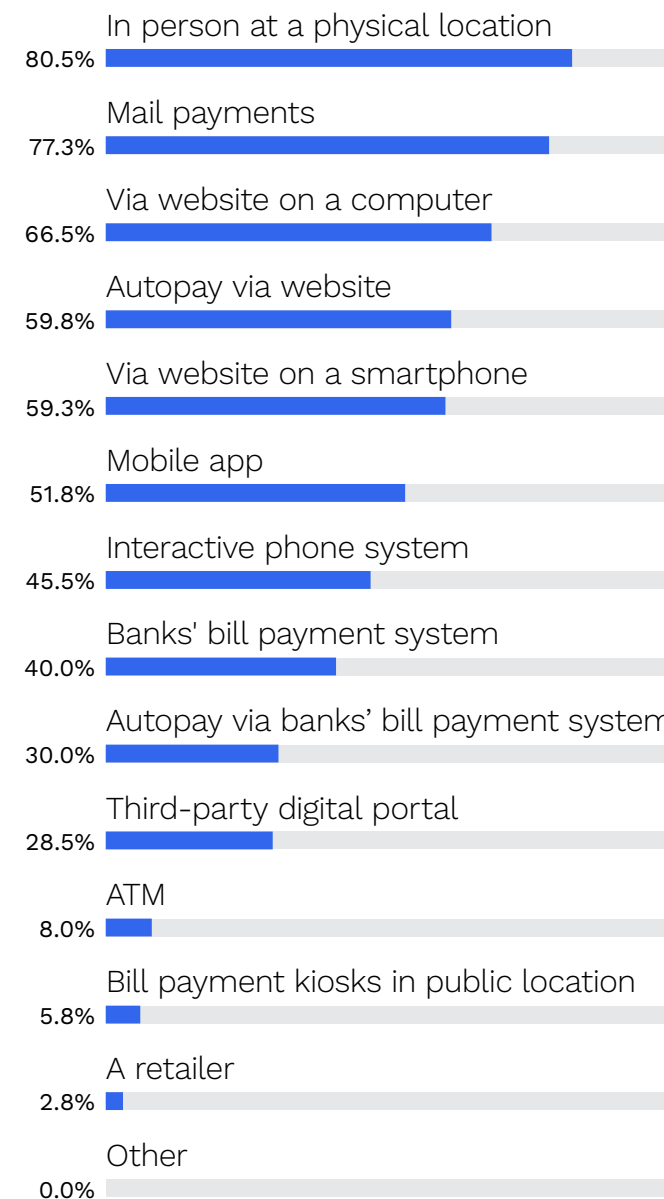 In person at a physical location
80.5%
Mail payments
77.3%
Via website on a computer
66.5%
Autopay via website
59.8%
Via website on a smartphone
59.3%
Mobile app
51.8%
Interactive phone system
45.5%
Banks' bill payment system
40.0%
Autopay via banks’ bill payment system
30.0%
Third-party digital portal
28.5%
ATM
8.0%
Bill payment kiosks in public location
5.8%
A retailer
2.8%
Other
0.0%